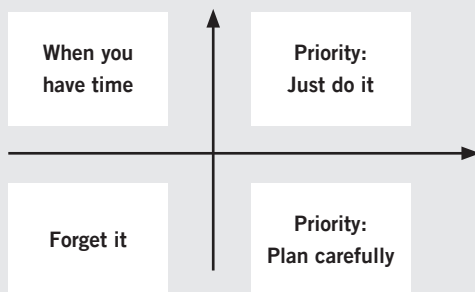 When you
have time
Priority:
Just do it
Forget it
Priority:
Plan carefully